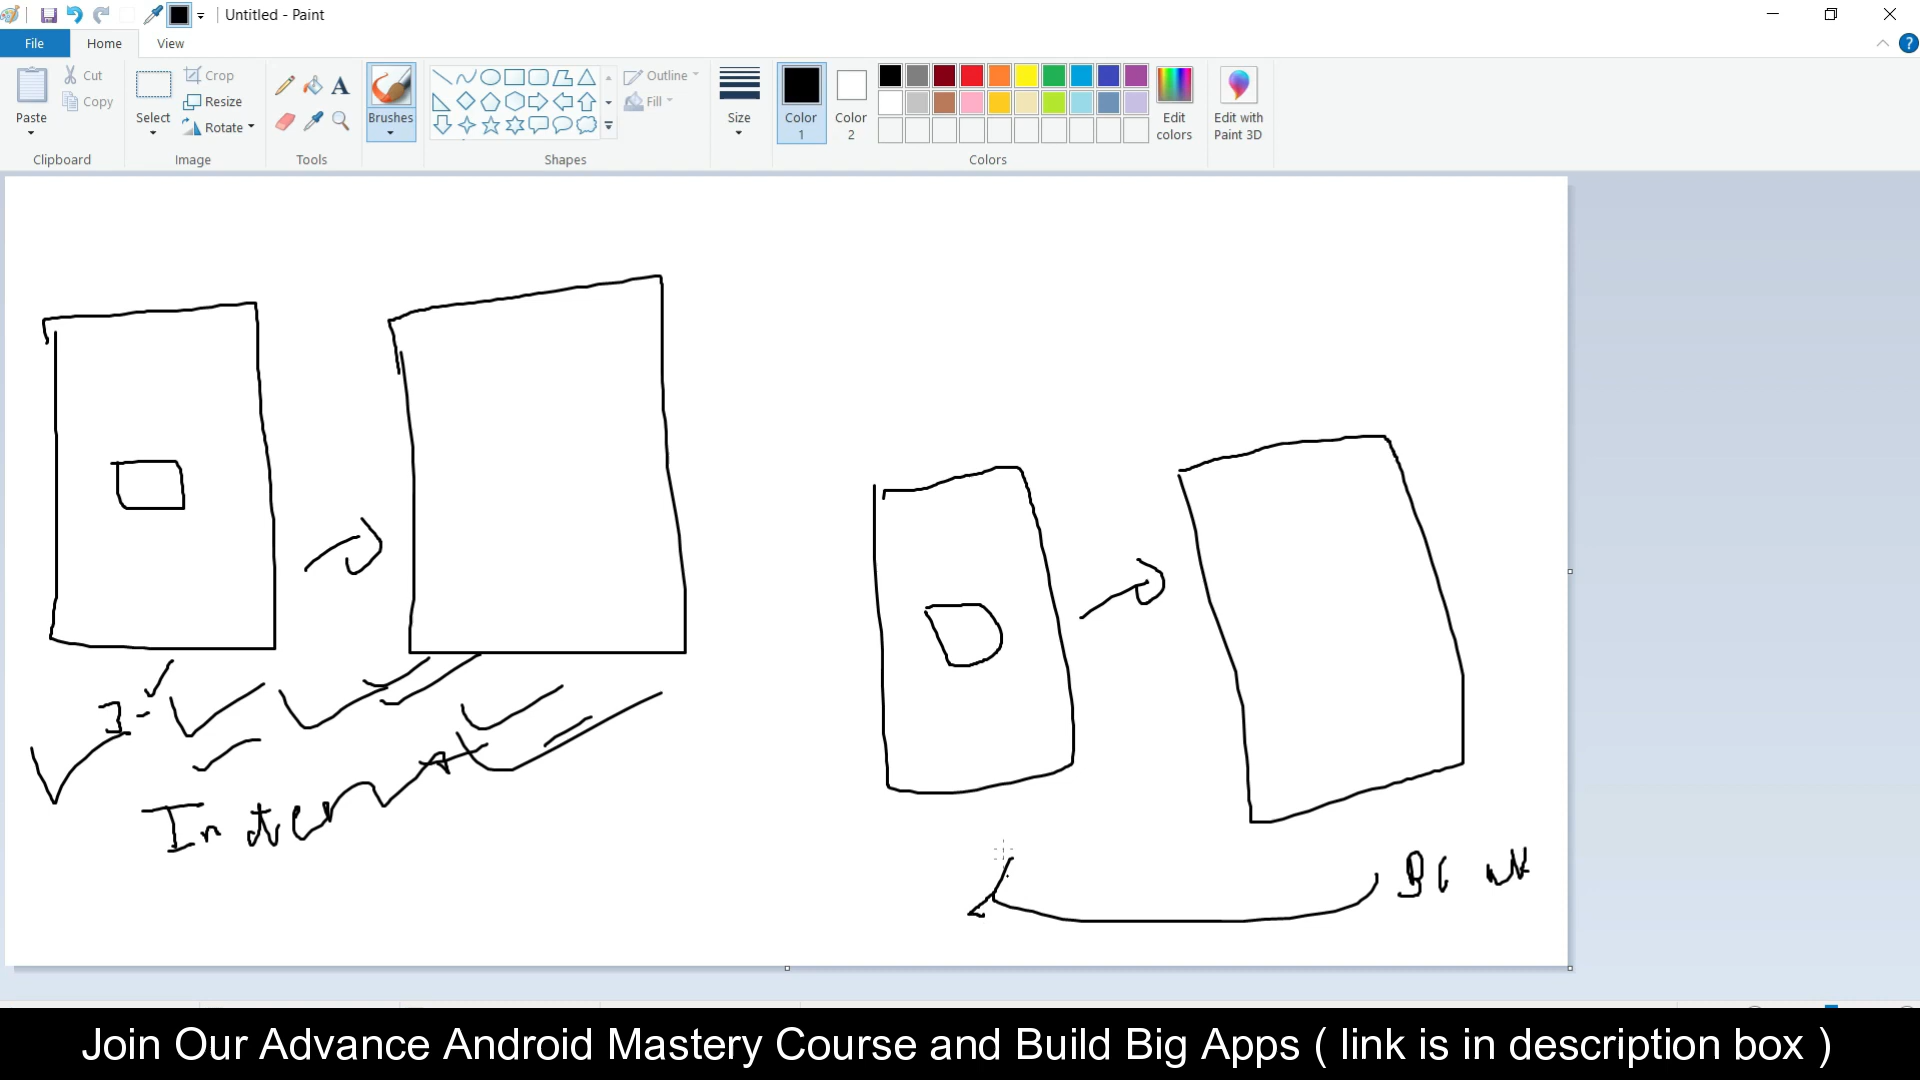 Untitled - Paint
File
Home
View
Paste
Cut
Copy
Clipboard
Select
Crop
Resize
Rotate
Image
A
Tools
Brushes
Shapes
Outline
Fill
Size
Color
1
Color
2
Edit
colors
Colors
Edit with
Paint 3D
?
Join Our Advance Android Mastery Course and Build Big Apps ( link is in description box )